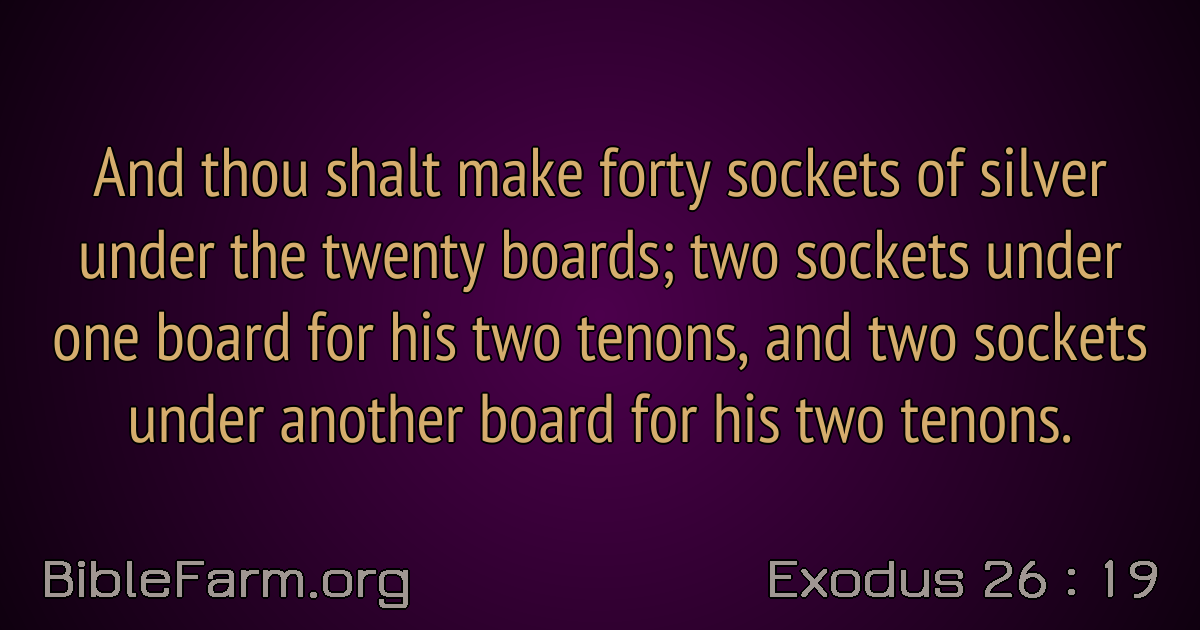 And thou shalt make forty sockets of silver
under the twenty boards; two sockets under
one board for his two tenons, and two sockets
under another board for his two tenons.
BibleFarm.org
Exodus 26 : 19